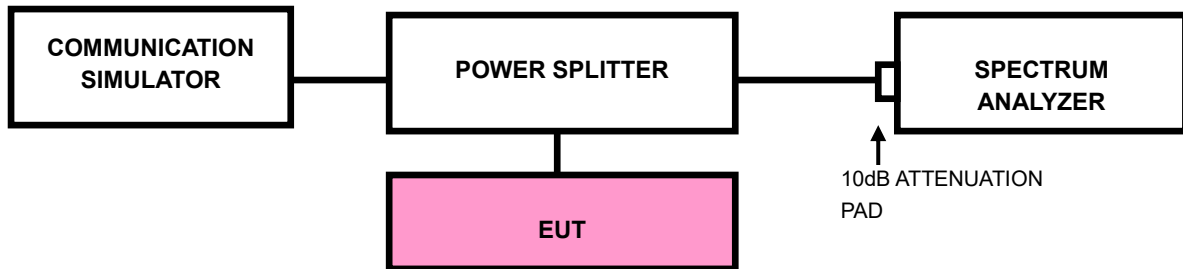 COMMUNICATION
SIMULATOR
POWER SPLITTER
SPECTRUM
ANALYZER
10dB ATTENUATION
PAD
EUT